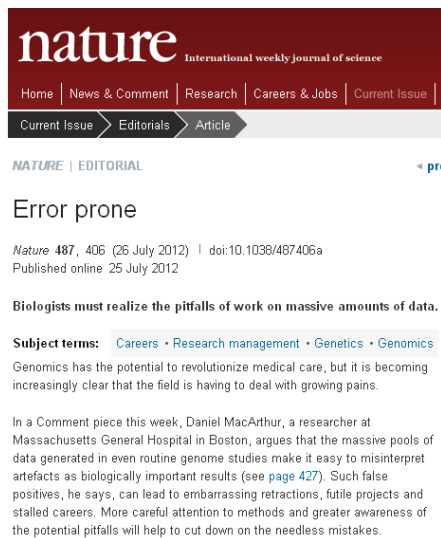 nature International weekly journal of science
Home News & Comment Research Careers & Jobs Current Issue
Current Issue Editorials Article
NATURE | EDITORIAL
Error prone
Nature 487, 406 (26 July 2012) | doi:10.1038/487406a
Published online 25 July 2012
Biologists must realize the pitfalls of work on massive amounts of data.
Subject terms: Careers • Research management • Genetics • Genomics
Genomics has the potential to revolutionize medical care, but it is becoming
increasingly clear that the field is having to deal with growing pains.
In a Comment piece this week, Daniel MacArthur, a researcher at
Massachusetts General Hospital in Boston, argues that the massive pools of
data generated in even routine genome studies make it easy to misinterpret
artefacts as biologically important results (see page 427). Such false
positives, he says, can lead to embarrassing retractions, futile projects and
stalled careers. More careful attention to methods and greater awareness of
the potential pitfalls will help to cut down on the needless mistakes.